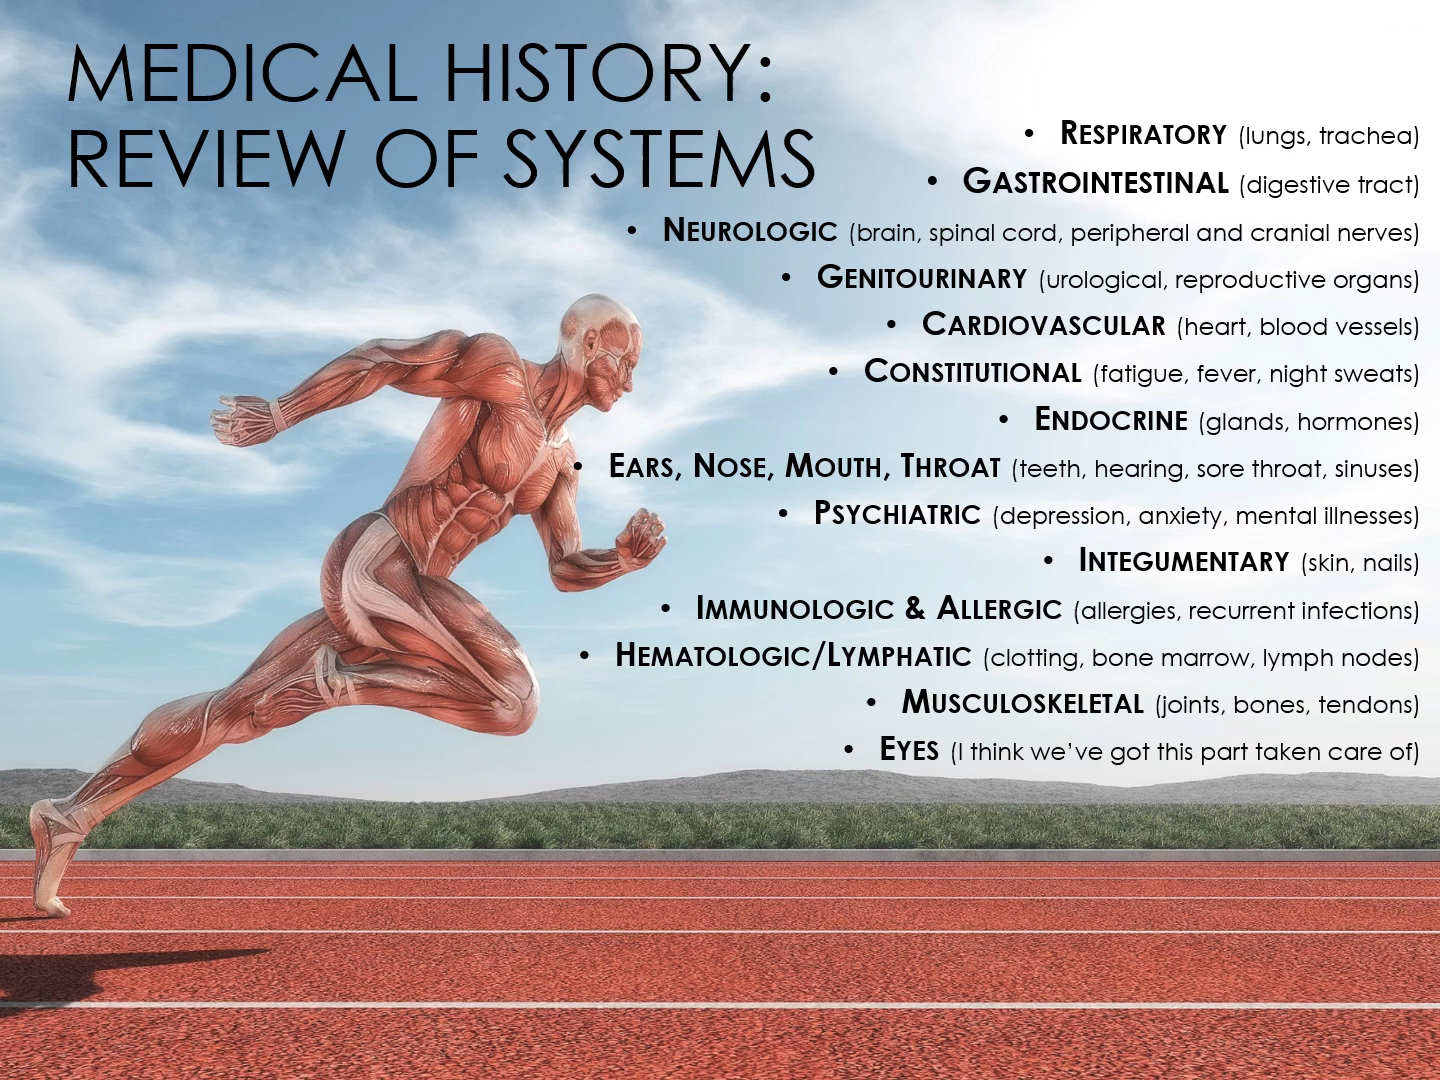 MEDICAL HISTORY:
REVIEW OF SYSTEMS
• RESPIRATORY (lungs, trachea)
• GASTROINTESTINAL (digestive tract)
• NEUROLOGIC (brain, spinal cord, peripheral and cranial nerves)
• GENITOURINARY (urological, reproductive organs)
• CARDIOVASCULAR (heart, blood vessels)
• CONSTITUTIONAL (fatigue, fever, night sweats)
• ENDOCRINE (glands, hormones)
• EARS, NOSE, MOUTH, THROAT (teeth, hearing, sore throat, sinuses)
• PSYCHIATRIC (depression, anxiety, mental illnesses)
• INTEGUMENTARY (skin, nails)
• IMMUNOLOGIC & ALLERGIC (allergies, recurrent infections)
• HEMATOLOGIC/LYMPHATIC (clotting, bone marrow, lymph nodes)
• MUSCULOSKELETAL (joints, bones, tendons)
• EYES (I think we’ve got this part taken care of)